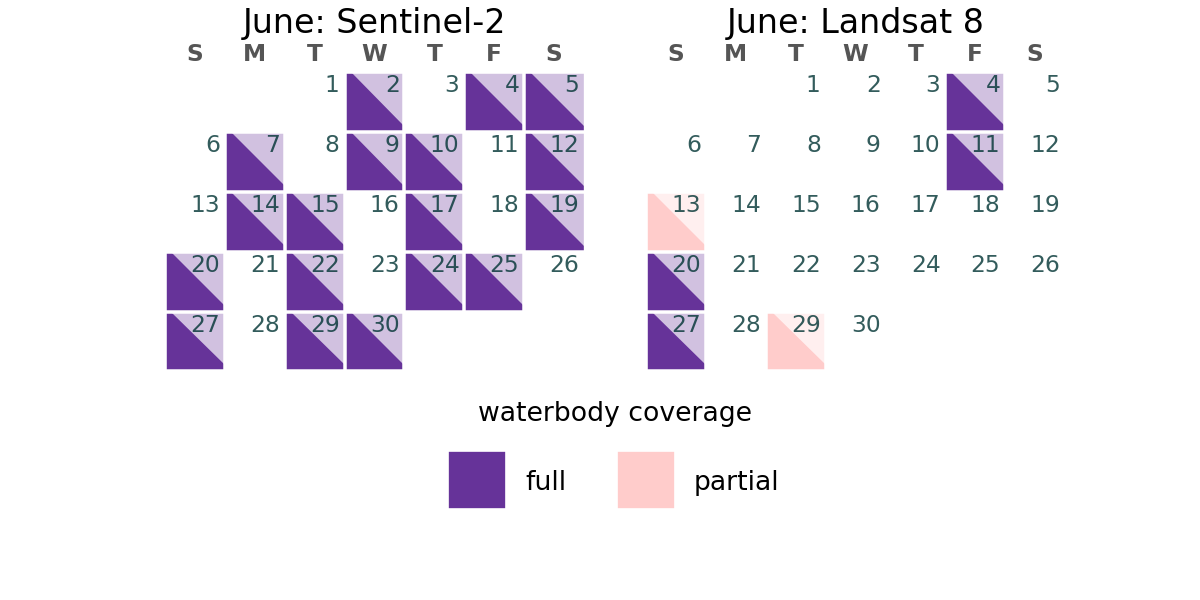 June: Sentinel-2
S M T W T F S
1 2 3 4 5
6 7 8 9 10 11 12
13 14 15 16 17 18 19
20 21 22 23 24 25 26
27 28 29 30
June: Landsat 8
S M T W T F S
1 2 3 4 5
6 7 8 9 10 11 12
13 14 15 16 17 18 19
20 21 22 23 24 25 26
27 28 29 30
waterbody coverage
full
partial